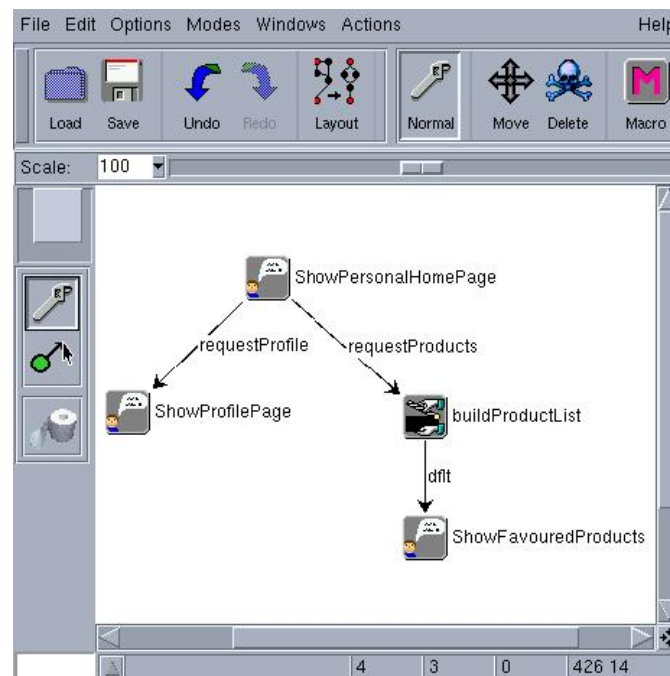 File Edit Options Modes Windows Actions Help
Load Save Undo Redo Layout Normal Move Delete Macro
Scale: 100
ShowPersonalHomePage
requestProfile requestProducts
ShowProfilePage buildProductList
dflt
ShowFavouredProducts
4 3 0 426 14